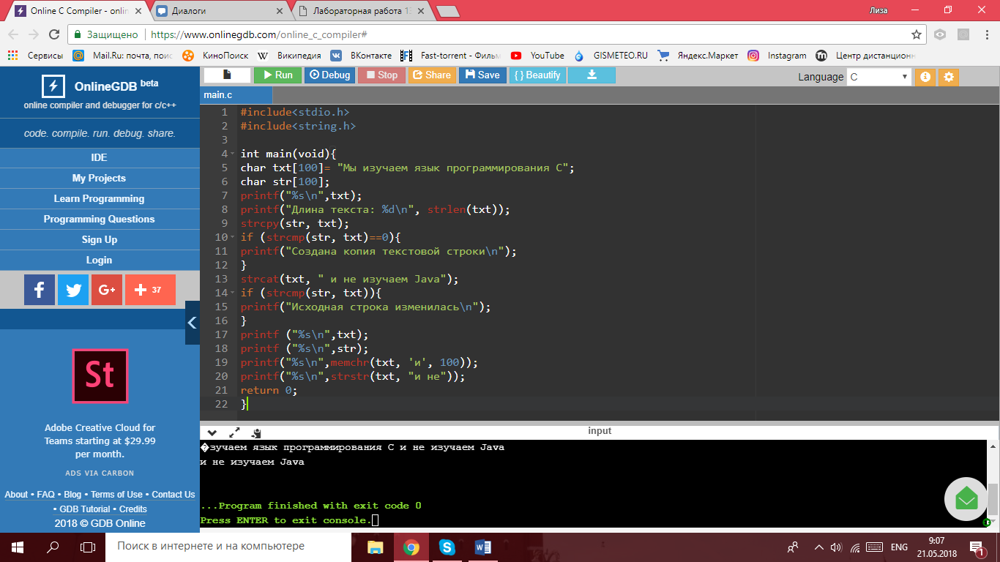 Online C Compiler - onlin
Диалоги
Лабораторная работа 13
Лиза
Защищено
https://www.onlinegdb.com/online_c_compiler#
Сервисы
Mail.Ru: почта, поис
КиноПоиск
Википедия
ВКонтакте
Fast-torrent - Фильм
YouTube
GISMETEO.RU
Яндекс.Маркет
Instagram
Центр дистанцион
OnlineGDB beta
online compiler and debugger for c/c++
code. compile. run. debug. share.
IDE
My Projects
Learn Programming
Programming Questions
Sign Up
Login
37
St
Adobe Creative Cloud for
Teams starting at $29.99
per month.
ADS VIA CARBON
About • FAQ • Blog • Terms of Use • Contact Us
• GDB Tutorial • Credits
2018 © GDB Online
Run
Debug
Stop
Share
Save
{ } Beautify
Language C
main.c
1 #include<stdio.h>
2 #include<string.h>
3
4 int main(void){
5 char txt[100]= "Мы изучаем язык программирования C";
6 char str[100];
7 printf("%s\n",txt);
8 printf("Длина текста: %d\n", strlen(txt));
9 strcpy(str, txt);
10 if (strcmp(str, txt)==0){
11 printf("Создана копия текстовой строки\n");
12 }
13 strcat(txt, " и не изучаем Java");
14 if (strcmp(str, txt)){
15 printf("Исходная строка изменилась\n");
16 }
17 printf ("%s\n",txt);
18 printf ("%s\n",str);
19 printf("%s\n",memchr(txt, 'и', 100));
20 printf("%s\n",strstr(txt, "и не"));
21 return 0;
22 }
input
�зучаем язык программирования C и не изучаем Java
и не изучаем Java
...Program finished with exit code 0
Press ENTER to exit console.
Поиск в интернете и на компьютере
ENG
9:07
21.05.2018
1